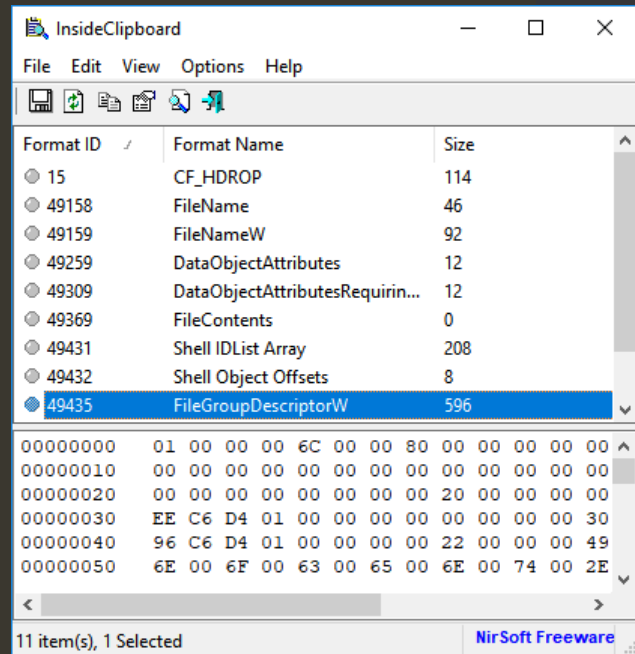 InsideClipboard
File Edit View Options Help
Format ID Format Name Size
15 CF_HDROP 114
49158 FileName 46
49159 FileNameW 92
49259 DataObjectAttributes 12
49309 DataObjectAttributesRequirin... 12
49369 FileContents 0
49431 Shell IDList Array 208
49432 Shell Object Offsets 8
49435 FileGroupDescriptorW 596
00000000 01 00 00 00 6C 00 00 80 00 00 00 00 00
00000010 00 00 00 00 00 00 00 00 00 00 00 00 00
00000020 00 00 00 00 00 00 00 00 20 00 00 00 00
00000030 EE C6 D4 01 00 00 00 00 00 00 00 00 30
00000040 96 C6 D4 01 00 00 00 00 22 00 00 00 49
00000050 6E 00 6F 00 63 00 65 00 6E 00 74 00 2E
11 item(s), 1 Selected NirSoft Freeware